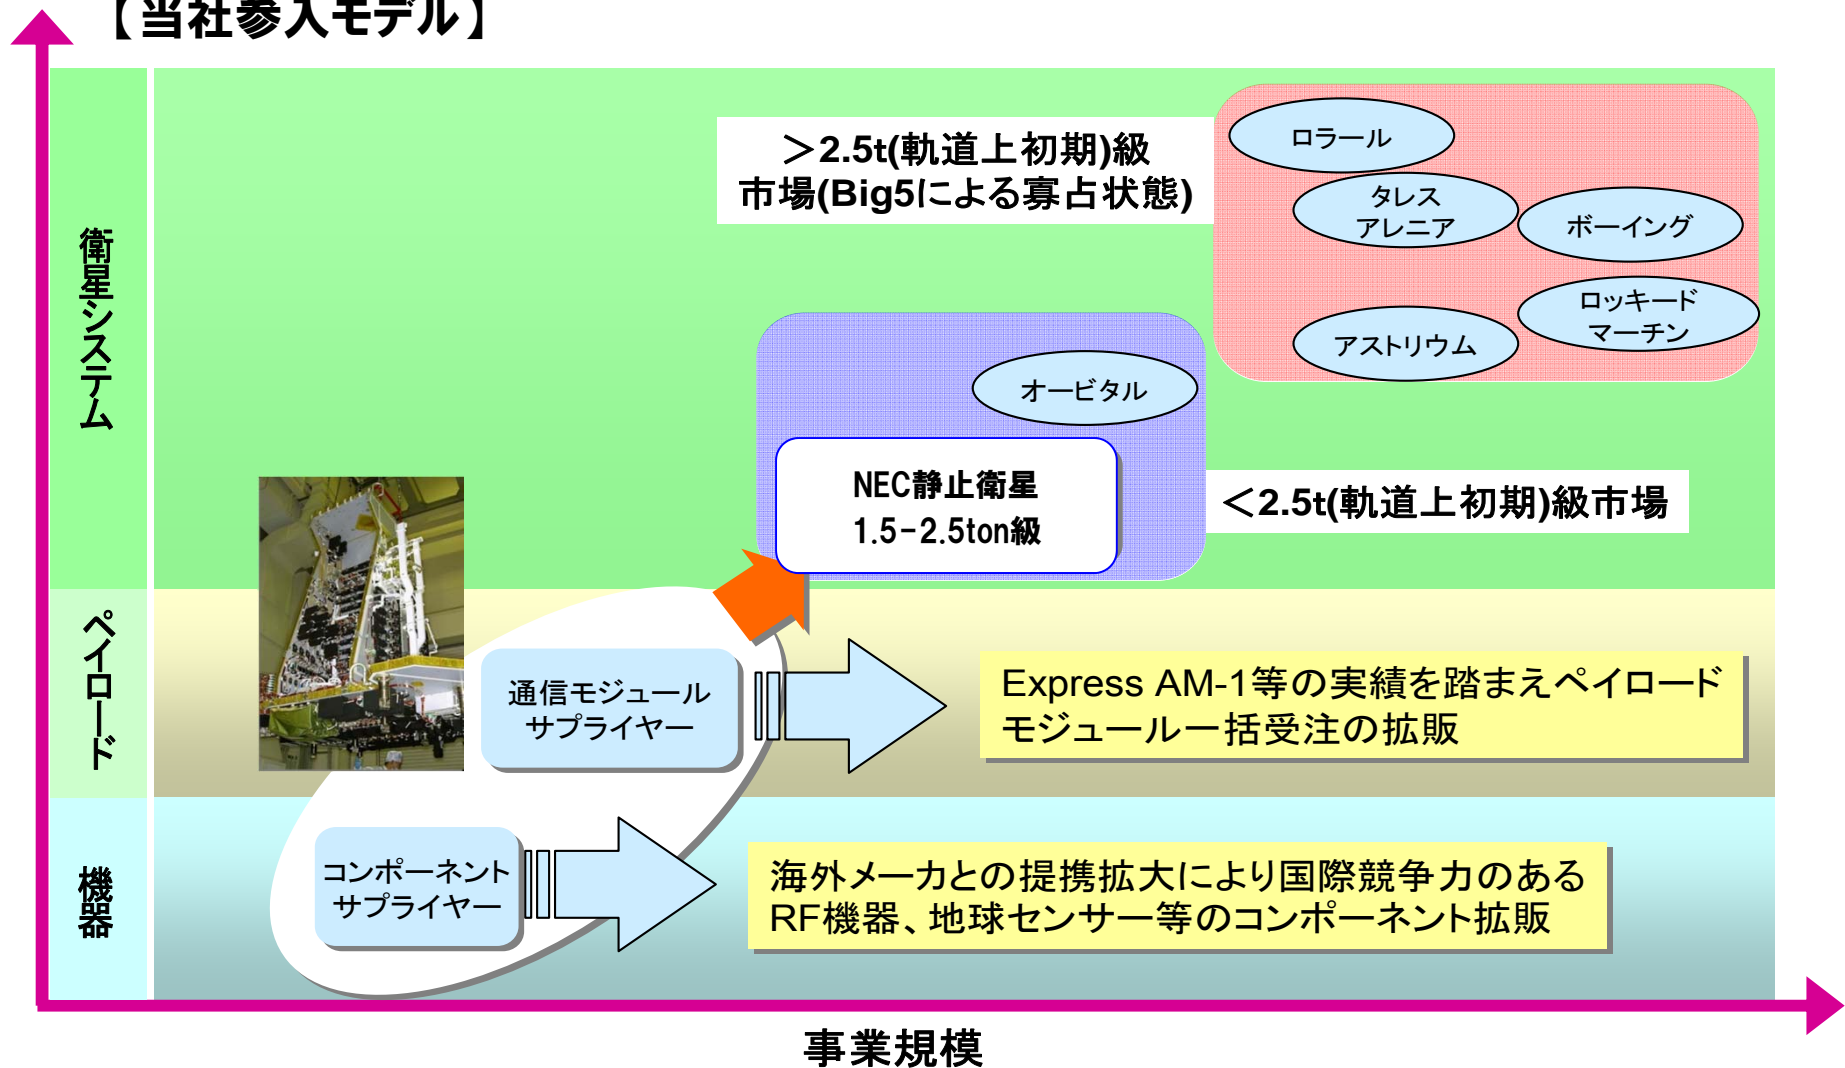 【当社参入モデル】
衛星システム
＞2.5t(軌道上初期)級
市場(Big5による寡占状態)
ロラール
タレス
アレニア
ボーイング
ロッキード
マーチン
アストリウム
オービタル
NEC静止衛星
1.5-2.5ton級
＜2.5t(軌道上初期)級市場
ペイロード
通信モジュール
サプライヤー
Express AM-1等の実績を踏まえペイロード
モジュール一括受注の拡販
機器
コンポーネント
サプライヤー
海外メーカとの提携拡大により国際競争力のある
RF機器、地球センサー等のコンポーネント拡販
事業規模